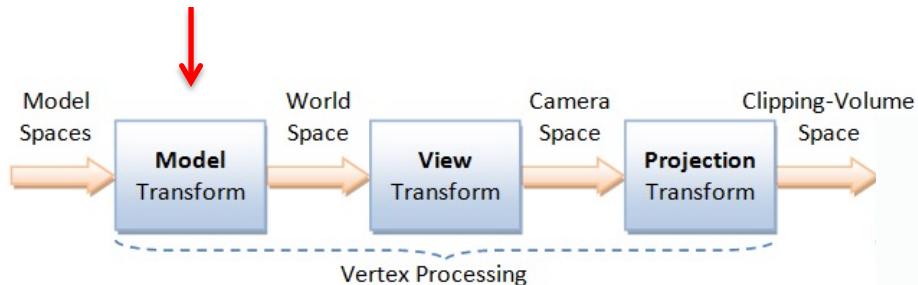 Model
Spaces
Model
Transform
World
Space
View
Transform
Camera
Space
Projection
Transform
Clipping-Volume
Space
Vertex Processing